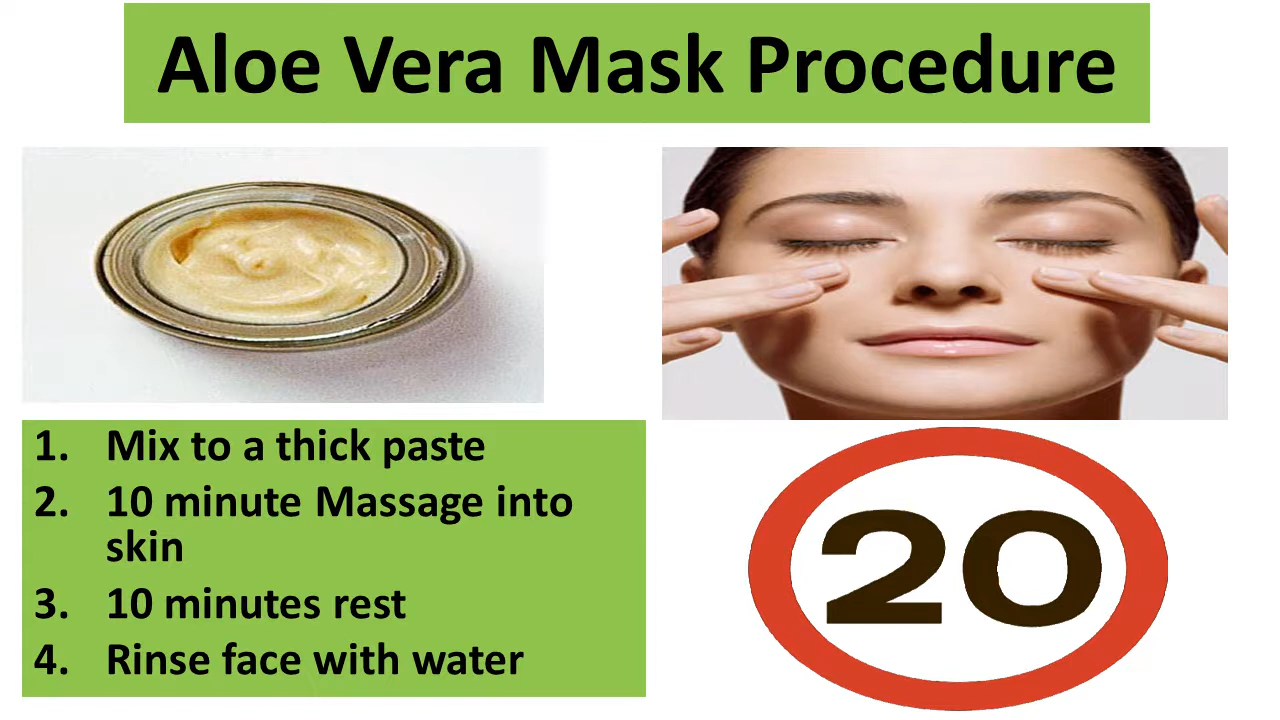 Aloe Vera Mask Procedure
1. Mix to a thick paste
2. 10 minute Massage into
skin
3. 10 minutes rest
4. Rinse face with water
20